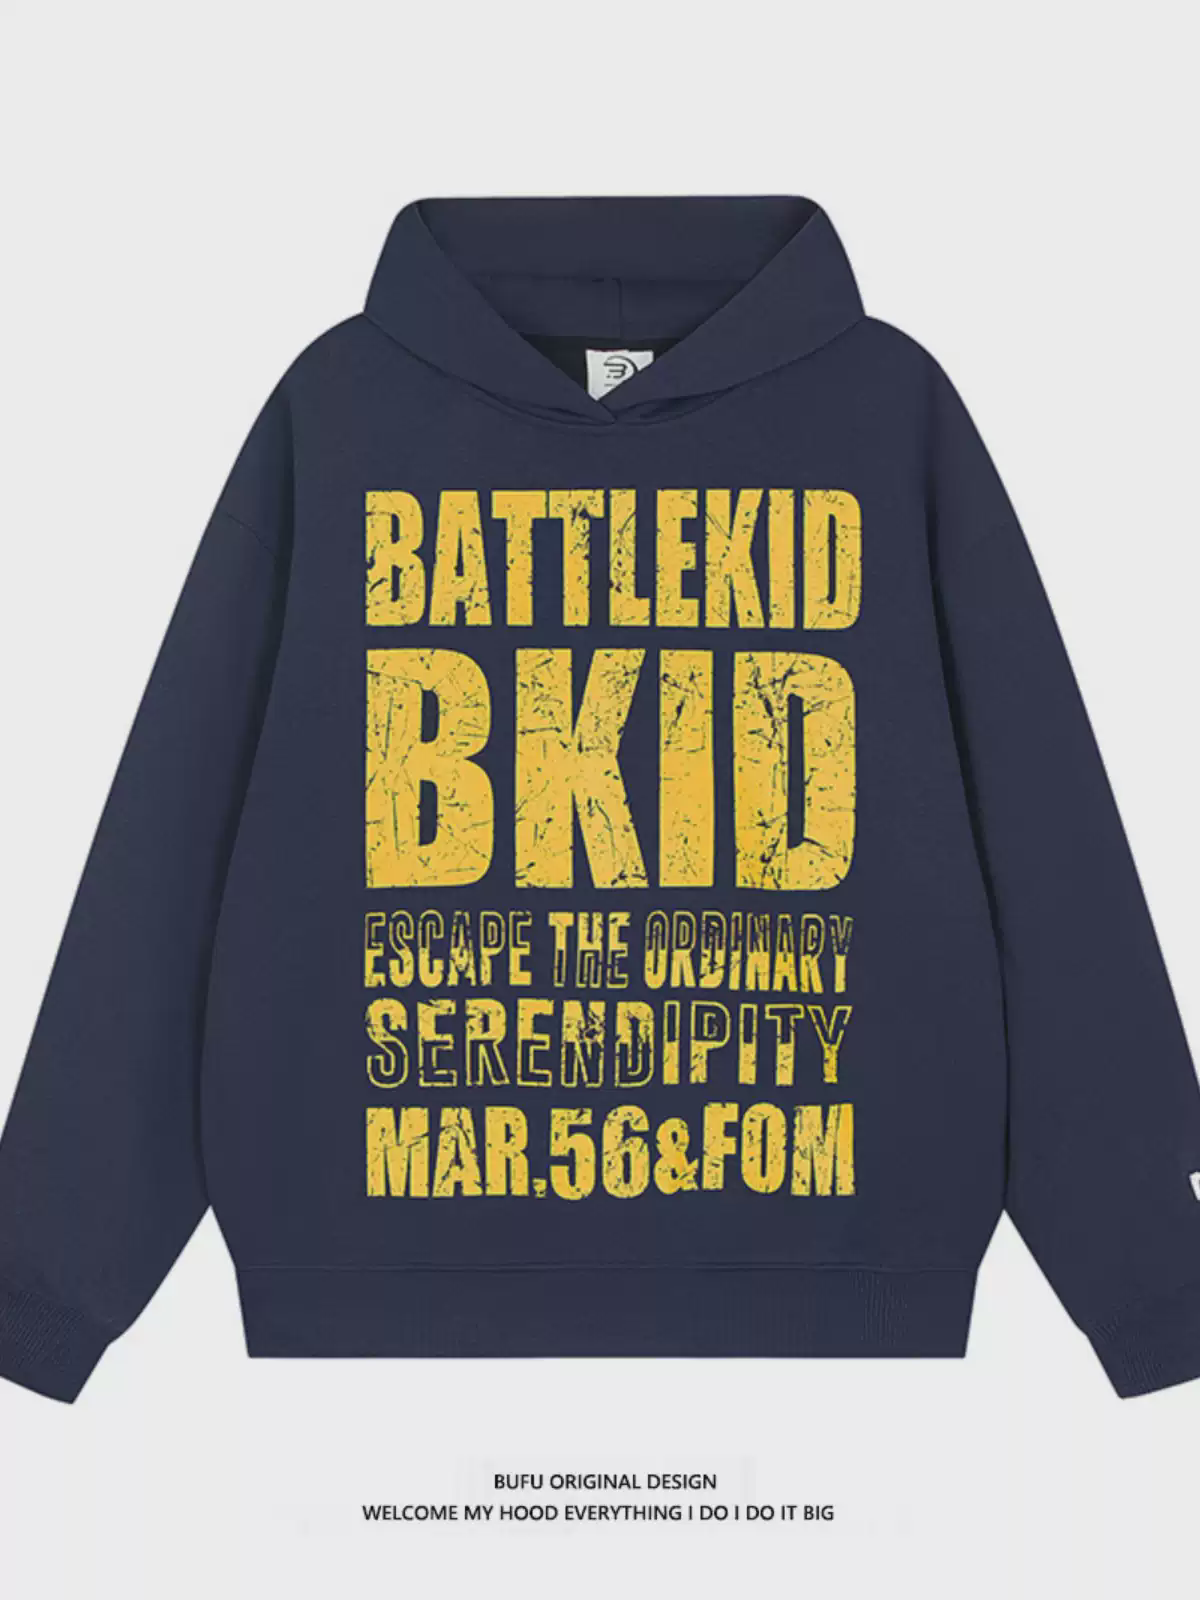 BATTLEKID
BKID
ESCAPE THE ORDINARY
SERENDIPITY
MAR.56&FOM
BUFU ORIGINAL DESIGN
WELCOME MY HOOD EVERYTHING I DO I DO IT BIG